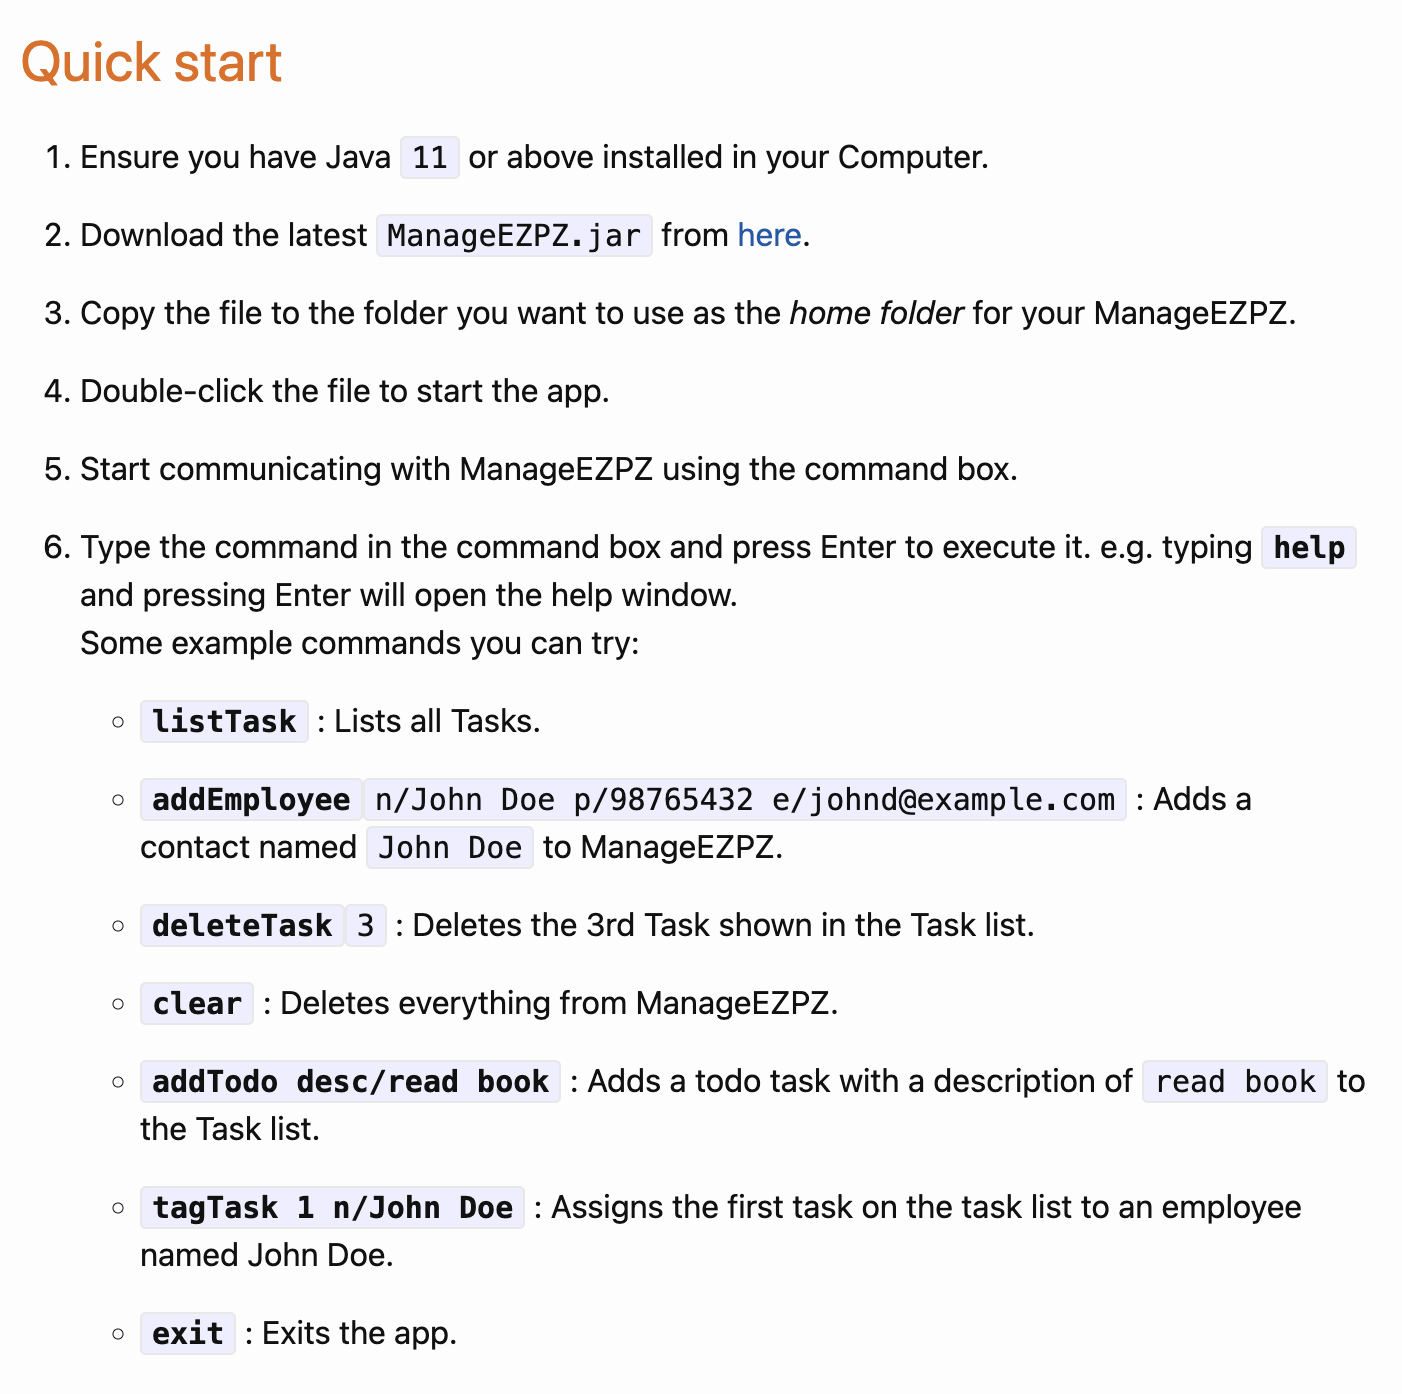 Quick start
1. Ensure you have Java 11 or above installed in your Computer.
2. Download the latest ManageEZPZ.jar from here.
3. Copy the file to the folder you want to use as the home folder for your ManageEZPZ.
4. Double-click the file to start the app.
5. Start communicating with ManageEZPZ using the command box.
6. Type the command in the command box and press Enter to execute it. e.g. typing help
and pressing Enter will open the help window.
Some example commands you can try:
○ listTask : Lists all Tasks.
○ addEmployee n/John Doe p/98765432 e/johnd@example.com : Adds a
contact named John Doe to ManageEZPZ.
○ deleteTask 3 : Deletes the 3rd Task shown in the Task list.
○ clear : Deletes everything from ManageEZPZ.
○ addTodo desc/read book : Adds a todo task with a description of read book to
the Task list.
○ tagTask 1 n/John Doe : Assigns the first task on the task list to an employee
named John Doe.
○ exit : Exits the app.